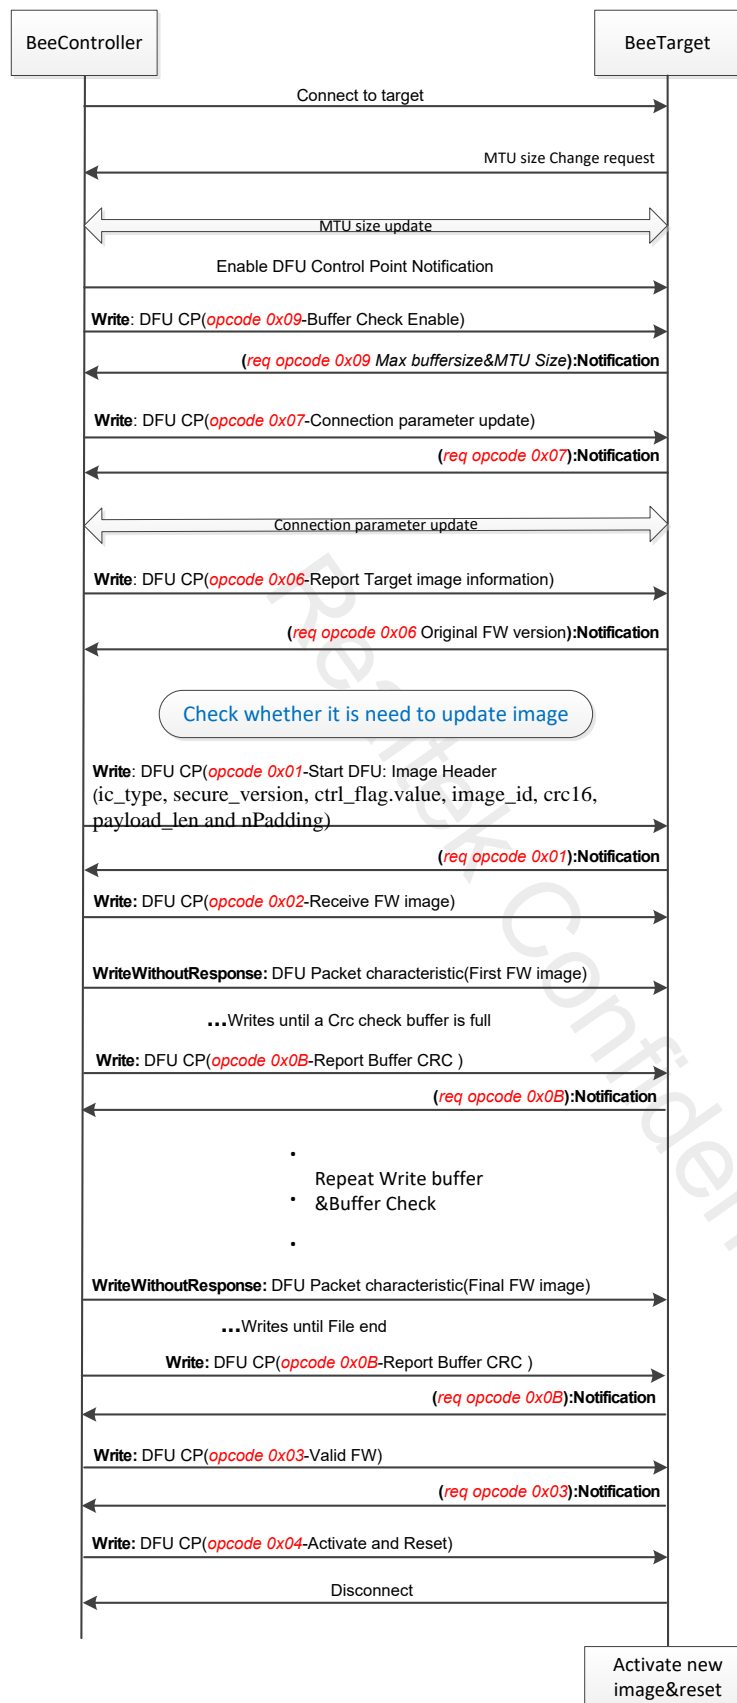 BeeController
BeeTarget
Connect to target
MTU size Change request
MTU size update
Enable DFU Control Point Notification
Write: DFU CP(opcode 0x09-Buffer Check Enable)
(req opcode 0x09 Max buffersize&MTU Size):Notification
Write: DFU CP(opcode 0x07-Connection parameter update)
(req opcode 0x07):Notification
Connection parameter update
Write: DFU CP(opcode 0x06-Report Target image information)
(req opcode 0x06 Original FW version):Notification
Check whether it is need to update image
Write: DFU CP(opcode 0x01-Start DFU: Image Header
(ic_type, secure_version, ctrl_flag.value, image_id, crc16,
payload_len and nPadding)
(req opcode 0x01):Notification
Write: DFU CP(opcode 0x02-Receive FW image)
WriteWithoutResponse: DFU Packet characteristic(First FW image)
...Writes until a Crc check buffer is full
Write: DFU CP(opcode 0x0B-Report Buffer CRC )
(req opcode 0x0B):Notification
Repeat Write buffer
&Buffer Check
WriteWithoutResponse: DFU Packet characteristic(Final FW image)
...Writes until File end
Write: DFU CP(opcode 0x0B-Report Buffer CRC )
(req opcode 0x0B):Notification
Write: DFU CP(opcode 0x03-Valid FW)
(req opcode 0x03):Notification
Write: DFU CP(opcode 0x04-Activate and Reset)
Disconnect
Activate new
image&reset
Realtek Confiden